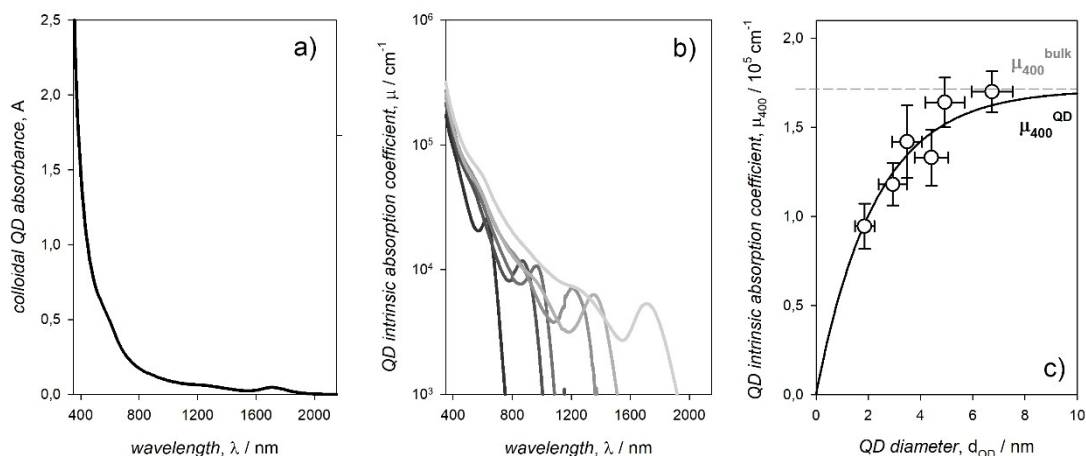 a)
colloidal QD absorbance, A
2,5
2,0
1,5
1,0
0,5
0,0
400 800 1200 1600 2000
wavelength, λ / nm
b)
QD intrinsic absorption coefficient, μ / cm⁻¹
10⁶
10⁵
10⁴
10³
400 800 1200 1600 2000
wavelength, λ / nm
c)
QD intrinsic absorption coefficient, μ₄₀₀ / 10⁵ cm⁻¹
2,0
1,5
1,0
0,5
0,0
μ₄₀₀ᵇᵘˡᵏ
μ₄₀₀QD
0 2 4 6 8 10
QD diameter, dQD / nm